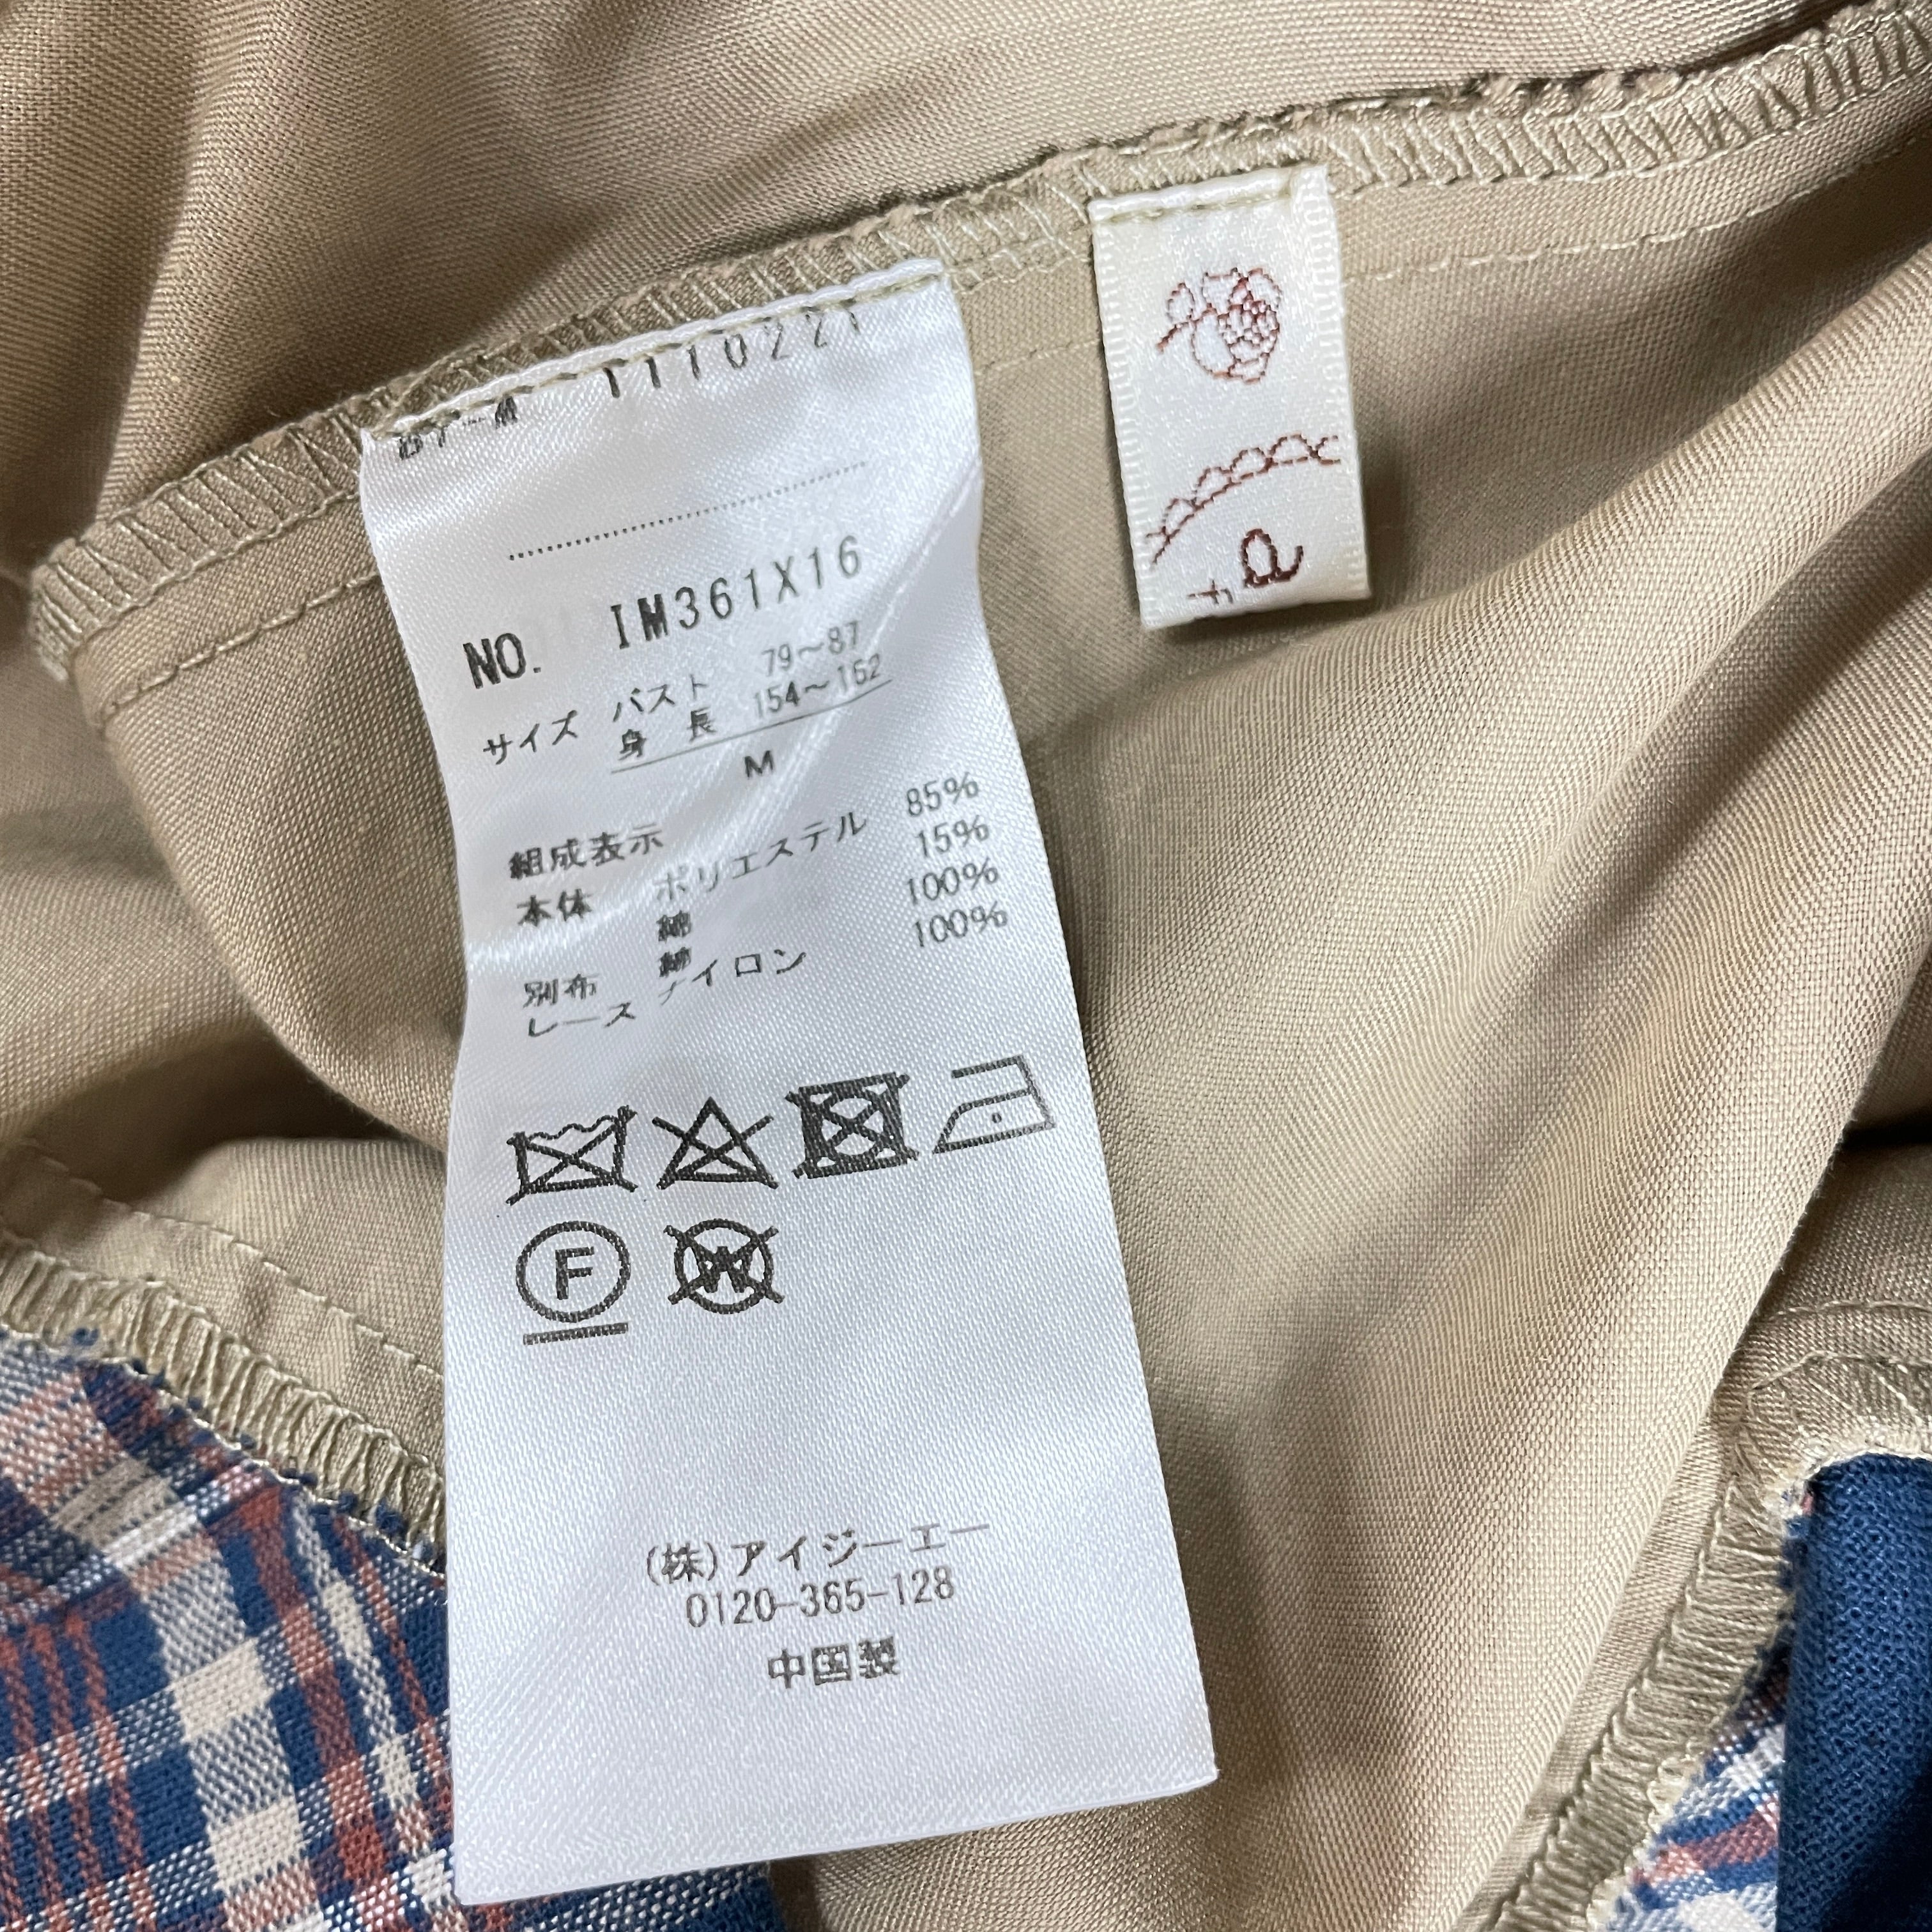 1110221
NO. IM361X16
サイズ バスト 79～87
身長 154～162
M
組成表示
本体 ポリエステル 85%
綿 15%
別布 綿 100%
レース ナイロン 100%
F
W
(株)アイジーエー
0120-365-128
中国製
a
+f